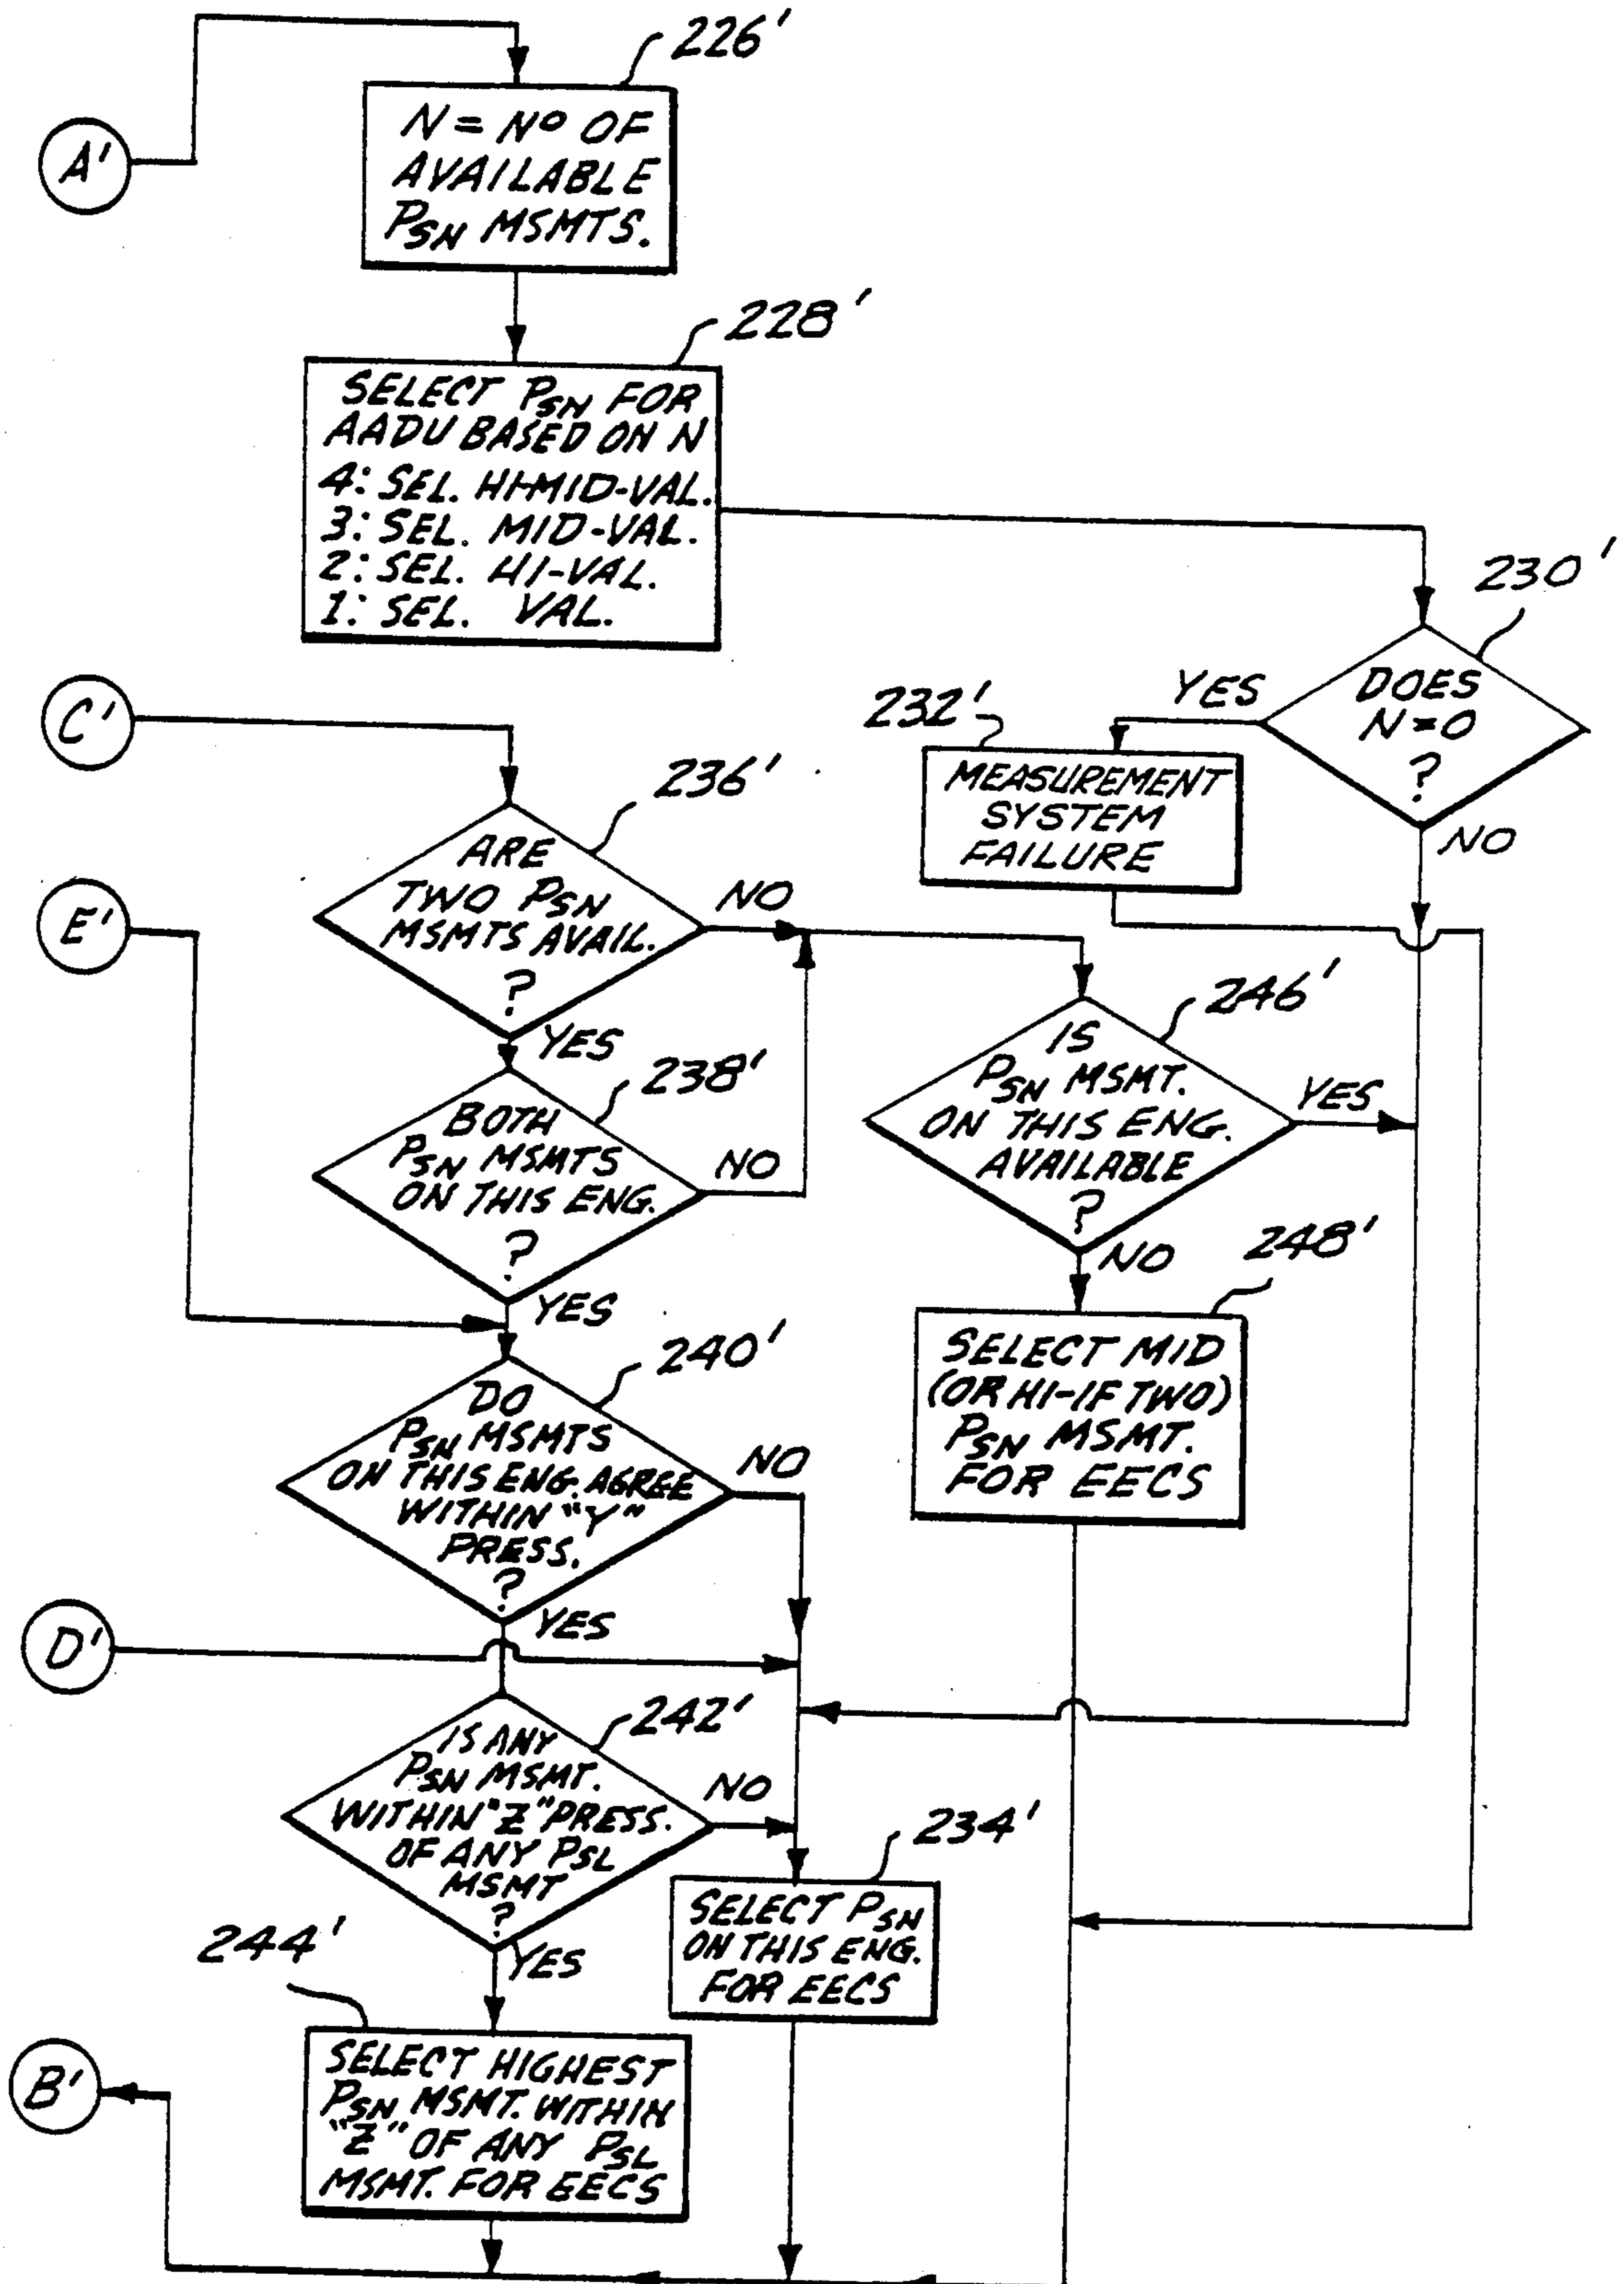 226'
A'
N = Nº OF
AVAILABLE
PSN MSMTS.
228'
SELECT PSN FOR
AADU BASED ON N
4: SEL. HI-MID-VAL.
3: SEL. MID-VAL.
2: SEL. HI-VAL.
1: SEL. VAL.
230'
DOES
N=0
?
YES
NO
232'
MEASUREMENT
SYSTEM
FAILURE
C'
236'
ARE
TWO PSN
MSMTS AVAIL.
?
NO
YES
E'
238'
BOTH
PSN MSMTS
ON THIS ENG.
?
NO
YES
246'
IS
PSN MSMT.
ON THIS ENG.
AVAILABLE
?
YES
NO
248'
SELECT MID
(OR HI-IF TWO)
PSN MSMT.
FOR EECS
240'
DO
PSN MSMTS
ON THIS ENG. AGREE
WITHIN "Y"
PRESS.
?
NO
YES
D'
242'
IS ANY
PSN MSMT.
WITHIN "Z" PRESS.
OF ANY PSL
MSMT
?
NO
YES
234'
SELECT PSN
ON THIS ENG.
FOR EECS
244'
SELECT HIGHEST
PSN MSMT. WITHIN
"Z" OF ANY PSL
MSMT. FOR EECS
B'